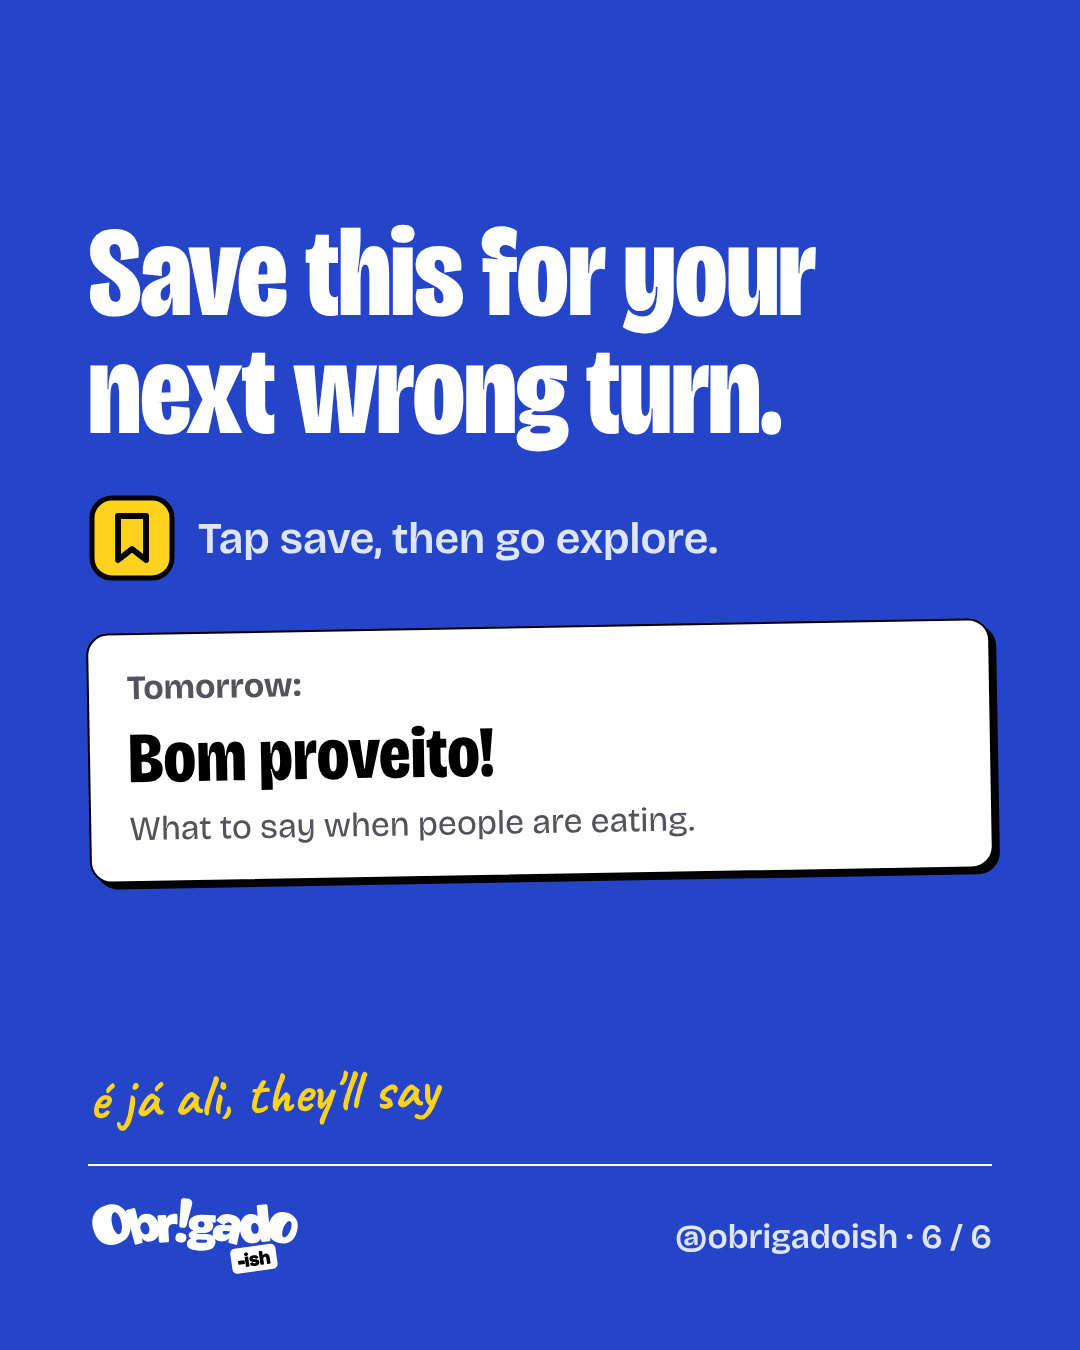 Save this for your
next wrong turn.
Tap save, then go explore.
Tomorrow:
Bom proveito!
What to say when people are eating.
é já ali, they'll say
Obr!gado
-ish
@obrigadoish · 6 / 6